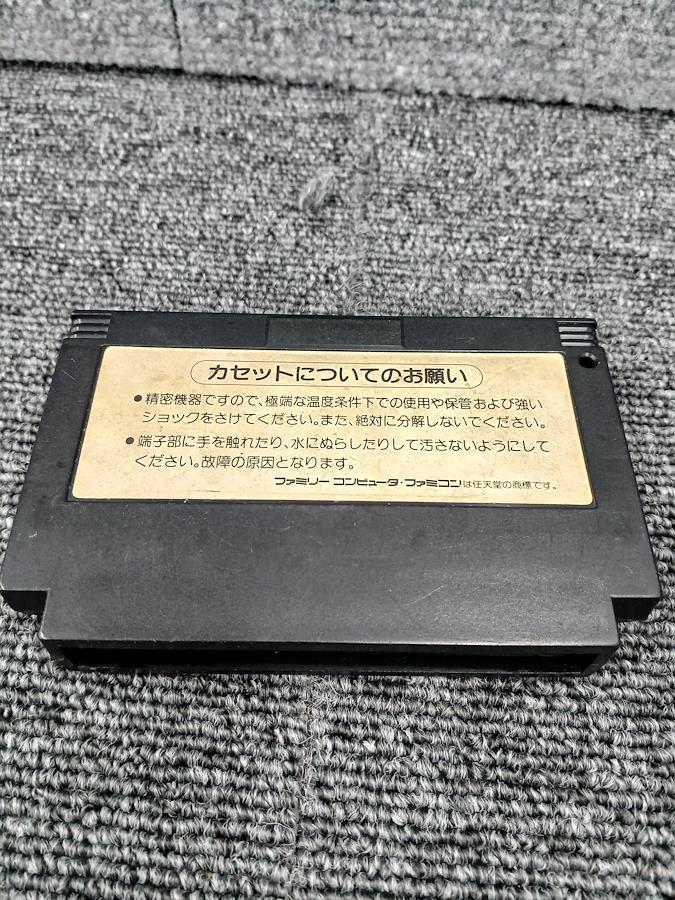 カセットについてのお願い
●精密機器ですので、極端な温度条件下での使用や保管および強い
ショックをさけてください。また、絶対に分解しないでください。
●端子部に手を触れたり、水にぬらしたりして汚さないようにして
ください。故障の原因となります。
ファミリーコンピュータ・ファミコンは任天堂の商標です。